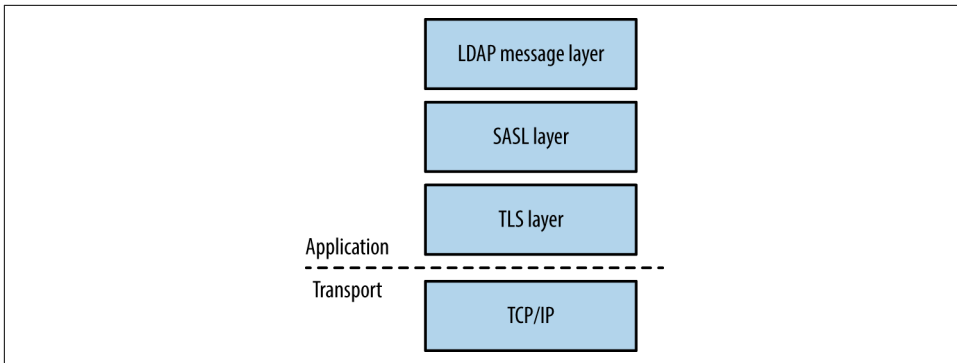 LDAP message layer
SASL layer
TLS layer
Application
Transport
TCP/IP